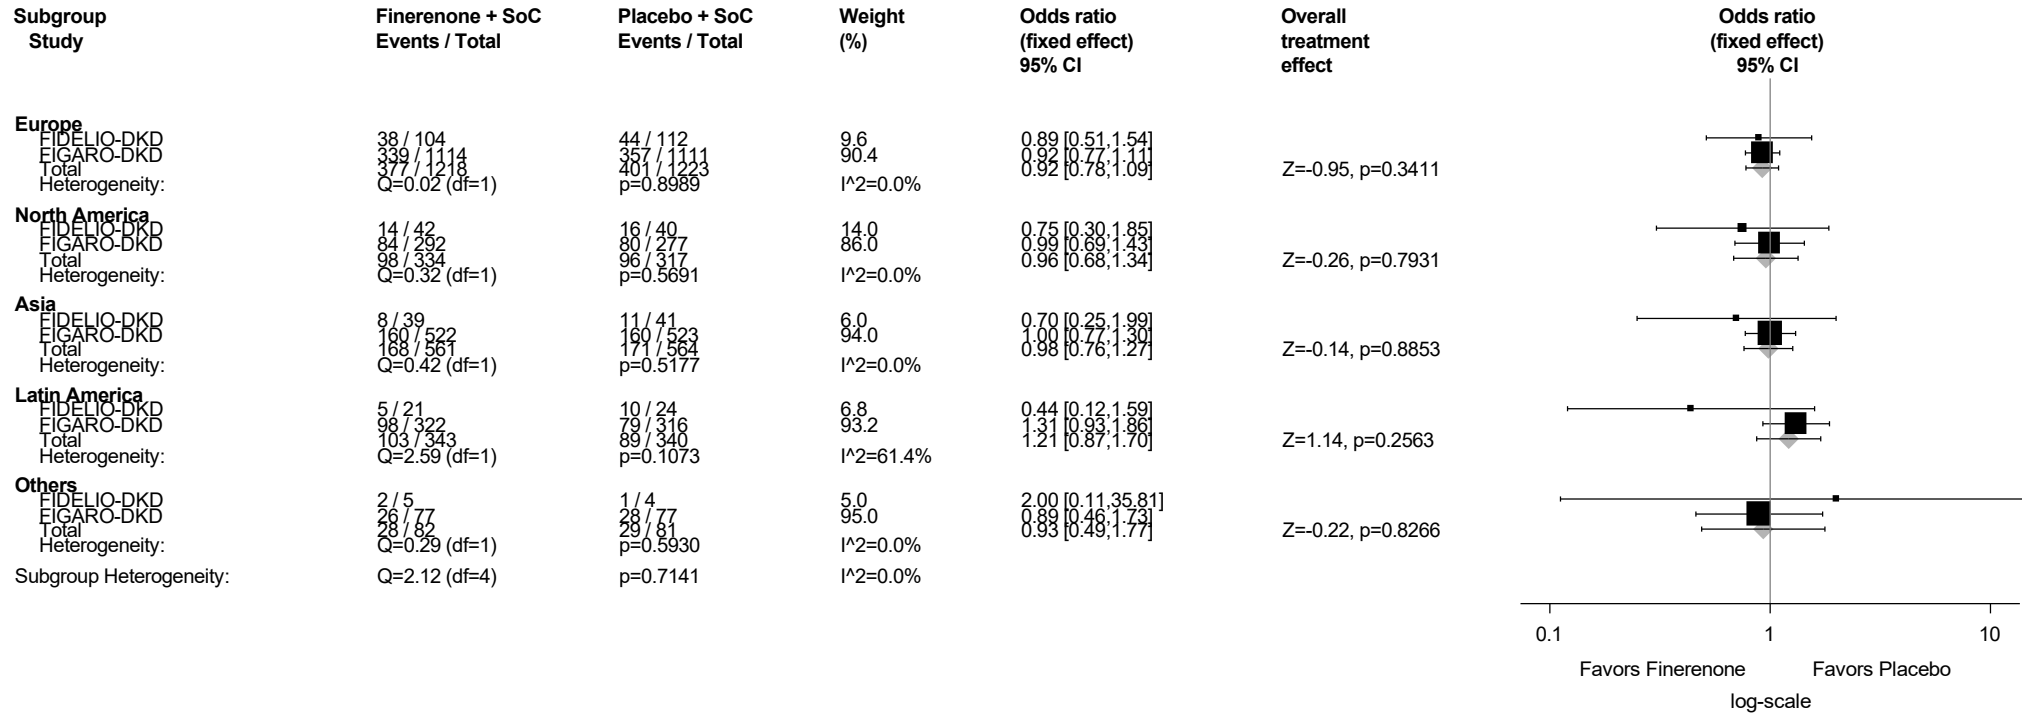 Subgroup Finerenone + SoC Placebo + SoC Weight Odds ratio Overall Odds ratio
Study Events / Total Events / Total (%) (fixed effect) treatment (fixed effect)
95% CI effect 95% CI
Europe
FIDELIO-DKD 38 / 104 44 / 112 9.6 0.89 [0.51,1.54]
FIGARO-DKD 339 / 1114 357 / 1111 90.4 0.92 [0.77,1.11]
Total 377 / 1218 401 / 1223 0.92 [0.78,1.09] Z=-0.95, p=0.3411
Heterogeneity: Q=0.02 (df=1) p=0.8989 I^2=0.0%
North America
FIDELIO-DKD 14 / 42 16 / 40 14.0 0.75 [0.30,1.85]
FIGARO-DKD 84 / 292 80 / 277 86.0 0.99 [0.69,1.43]
Total 98 / 334 96 / 317 0.96 [0.68,1.34] Z=-0.26, p=0.7931
Heterogeneity: Q=0.32 (df=1) p=0.5691 I^2=0.0%
Asia
FIDELIO-DKD 8 / 39 11 / 41 6.0 0.70 [0.25,1.99]
FIGARO-DKD 160 / 522 160 / 523 94.0 1.00 [0.77,1.30]
Total 168 / 561 171 / 564 0.98 [0.76,1.27] Z=-0.14, p=0.8853
Heterogeneity: Q=0.42 (df=1) p=0.5177 I^2=0.0%
Latin America
FIDELIO-DKD 5 / 21 10 / 24 6.8 0.44 [0.12,1.59]
FIGARO-DKD 98 / 322 79 / 316 93.2 1.31 [0.93,1.86]
Total 103 / 343 89 / 340 1.21 [0.87,1.70] Z=1.14, p=0.2563
Heterogeneity: Q=2.59 (df=1) p=0.1073 I^2=61.4%
Others
FIDELIO-DKD 2 / 5 1 / 4 5.0 2.00 [0.11,35.81]
FIGARO-DKD 26 / 77 28 / 77 95.0 0.89 [0.46,1.73]
Total 28 / 82 29 / 81 0.93 [0.49,1.77] Z=-0.22, p=0.8266
Heterogeneity: Q=0.29 (df=1) p=0.5930 I^2=0.0%
Subgroup Heterogeneity: Q=2.12 (df=4) p=0.7141 I^2=0.0%
0.1 1 10
Favors Finerenone Favors Placebo
log-scale